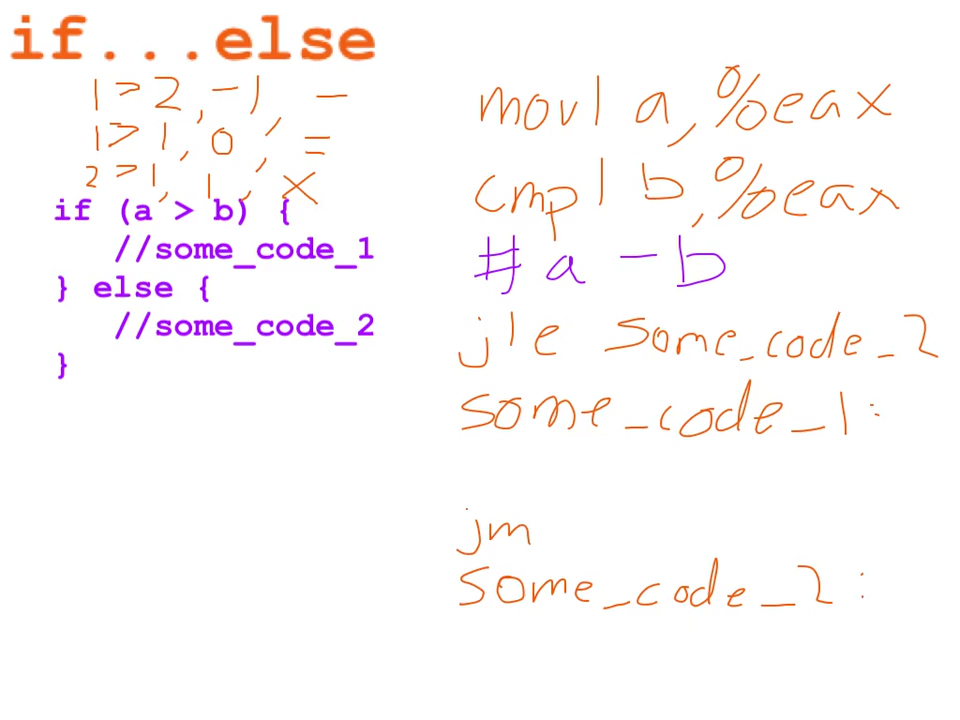 if...else
1>2, -1, -
1>1, 0, =
2>1, 1, X
if (a > b) {
//some_code_1
} else {
//some_code_2
}
movl a, %eax
cmpl b, %eax
# a - b
jle some_code_2
some_code_1:
jm
some_code_2: